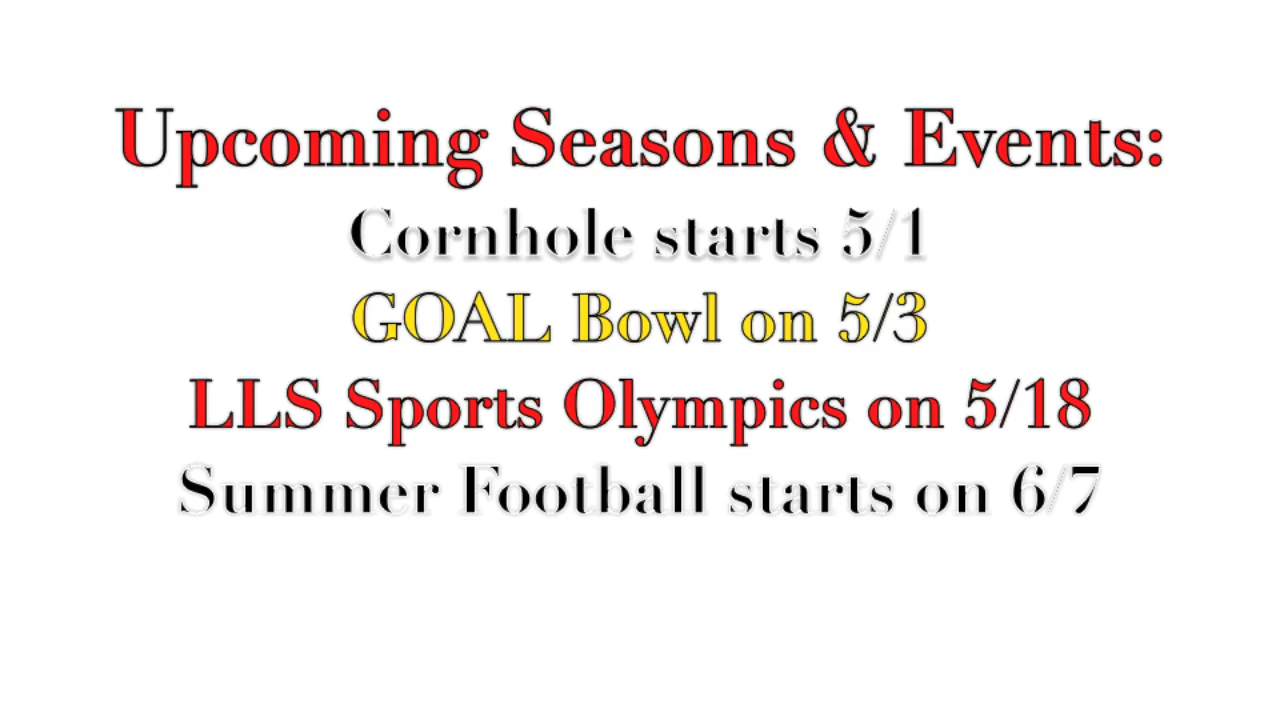 Upcoming Seasons & Events:
Cornhole starts 5/1
GOAL Bowl on 5/3
LLS Sports Olympics on 5/18
Summer Football starts on 6/7